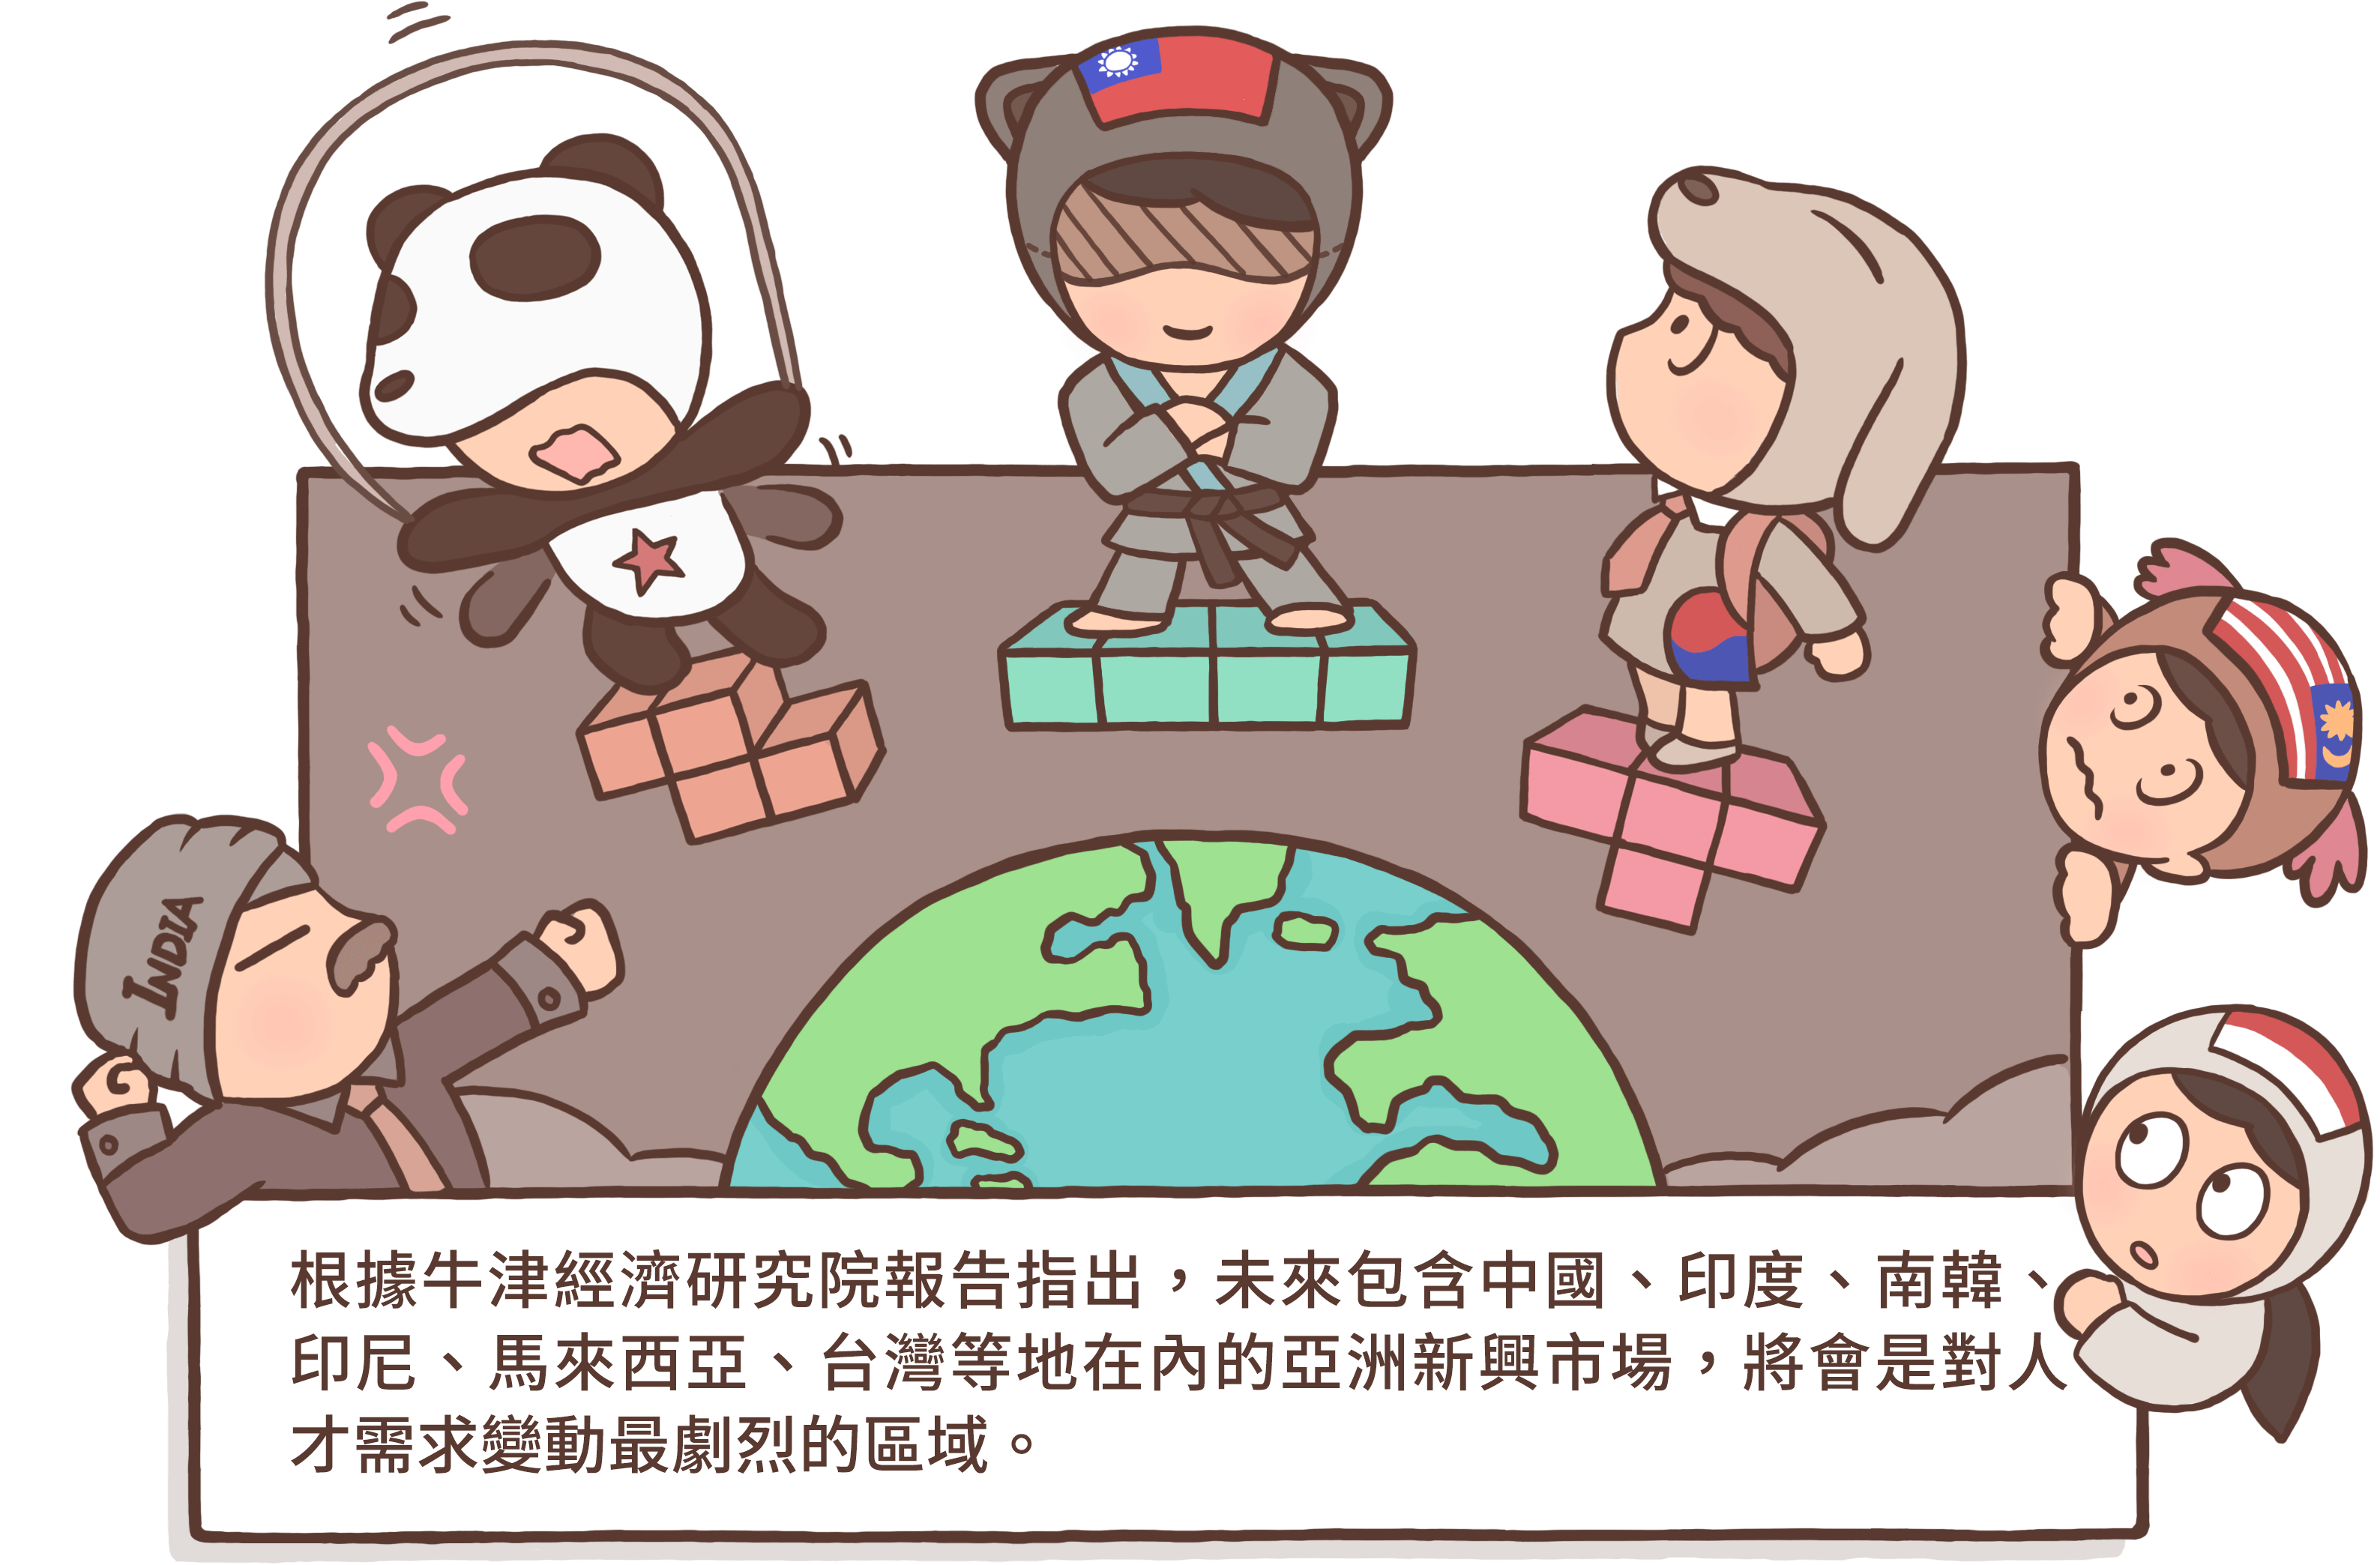 INDIA
根據牛津經濟研究院報告指出，未來包含中國、印度、南韓、
印尼、馬來西亞、台灣等地在內的亞洲新興市場，將會是對人
才需求變動最劇烈的區域。